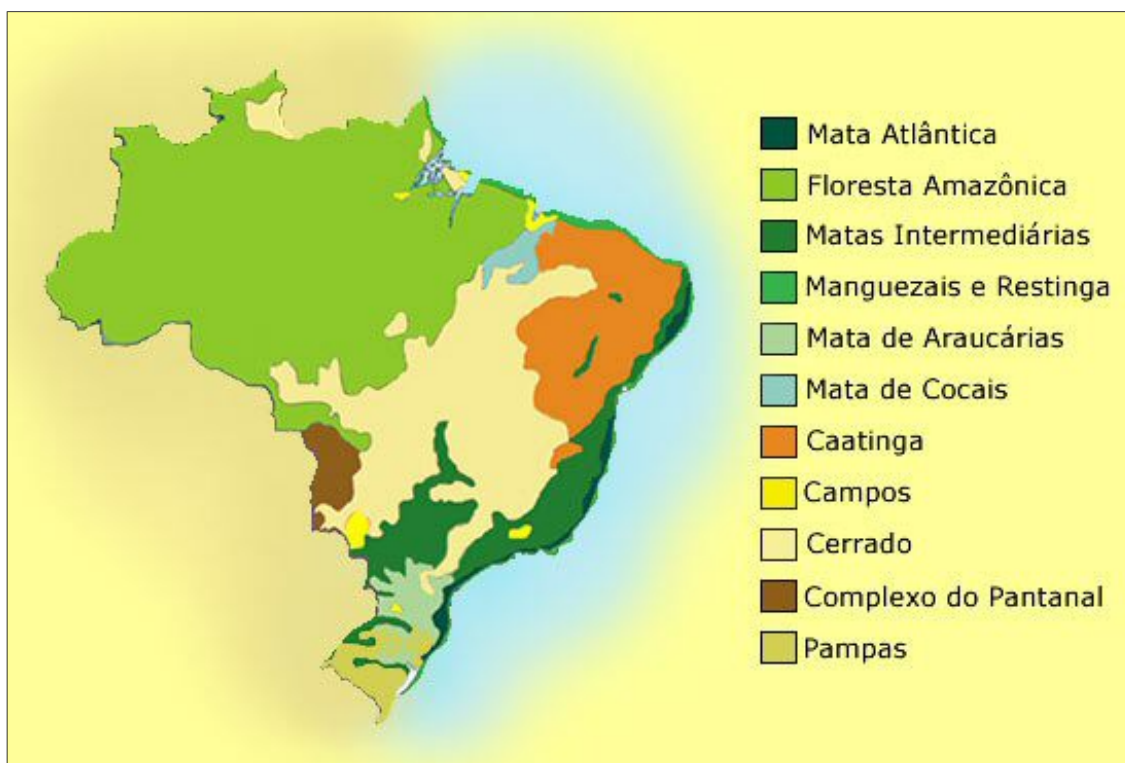 Mata Atlântica
Floresta Amazônica
Matas Intermediárias
Manguezais e Restinga
Mata de Araucárias
Mata de Cocais
Caatinga
Campos
Cerrado
Complexo do Pantanal
Pampas